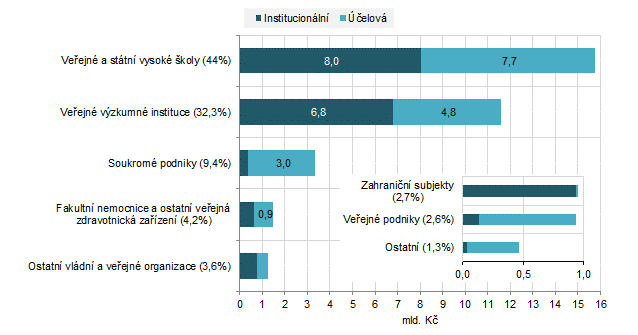 Institucionální Účelová
Veřejné a státní vysoké školy (44%)
8,0 7,7
Veřejné výzkumné instituce (32,3%)
6,8 4,8
Soukromé podniky (9,4%)
3,0
Fakultní nemocnice a ostatní veřejná
zdravotnická zařízení (4,2%)
0,9
Ostatní vládní a veřejné organizace (3,6%)
Zahraniční subjekty
(2,7%)
Veřejné podniky (2,6%)
Ostatní (1,3%)
0,0 0,5 1,0
0 1 2 3 4 5 6 7 8 9 10 11 12 13 14 15 16
mld. Kč